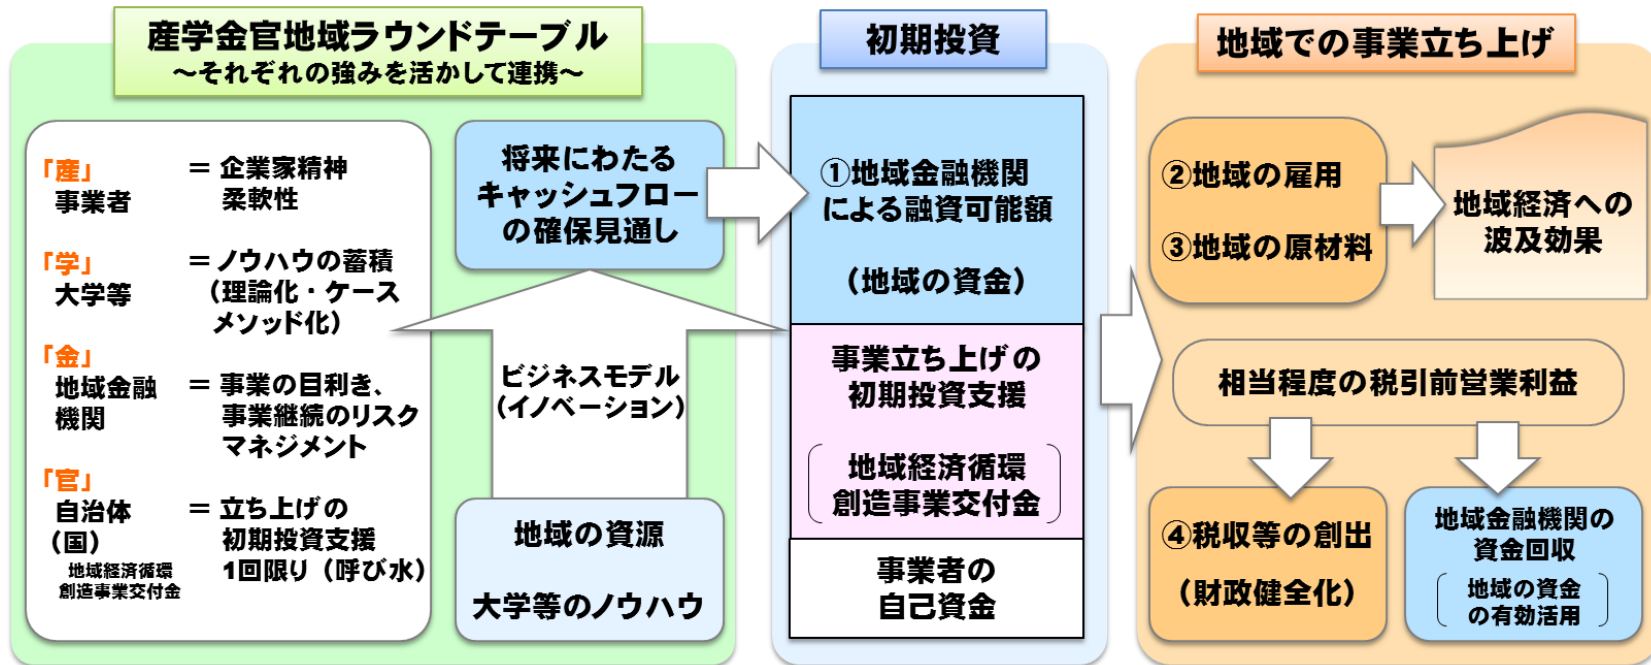 産学金官地域ラウンドテーブル
～それぞれの強みを活かして連携～
「産」
事業者
＝ 企業家精神
柔軟性
「学」
大学等
＝ノウハウの蓄積
（理論化・ケース
メソッド化）
「金」
地域金融
機関
＝ 事業の目利き、
事業継続のリスク
マネジメント
「官」
自治体
（国）
地域経済循環
創造事業交付金
＝ 立ち上げの
初期投資支援
1回限り（呼び水）
将来にわたる
キャッシュフロー
の確保見通し
ビジネスモデル
（イノベーション）
地域の資源
大学等のノウハウ
初期投資
①地域金融機関
による融資可能額
（地域の資金）
事業立ち上げの
初期投資支援
地域経済循環
創造事業交付金
事業者の
自己資金
地域での事業立ち上げ
②地域の雇用
③地域の原材料
地域経済への
波及効果
相当程度の税引前営業利益
④税収等の創出
（財政健全化）
地域金融機関の
資金回収
地域の資金
の有効活用